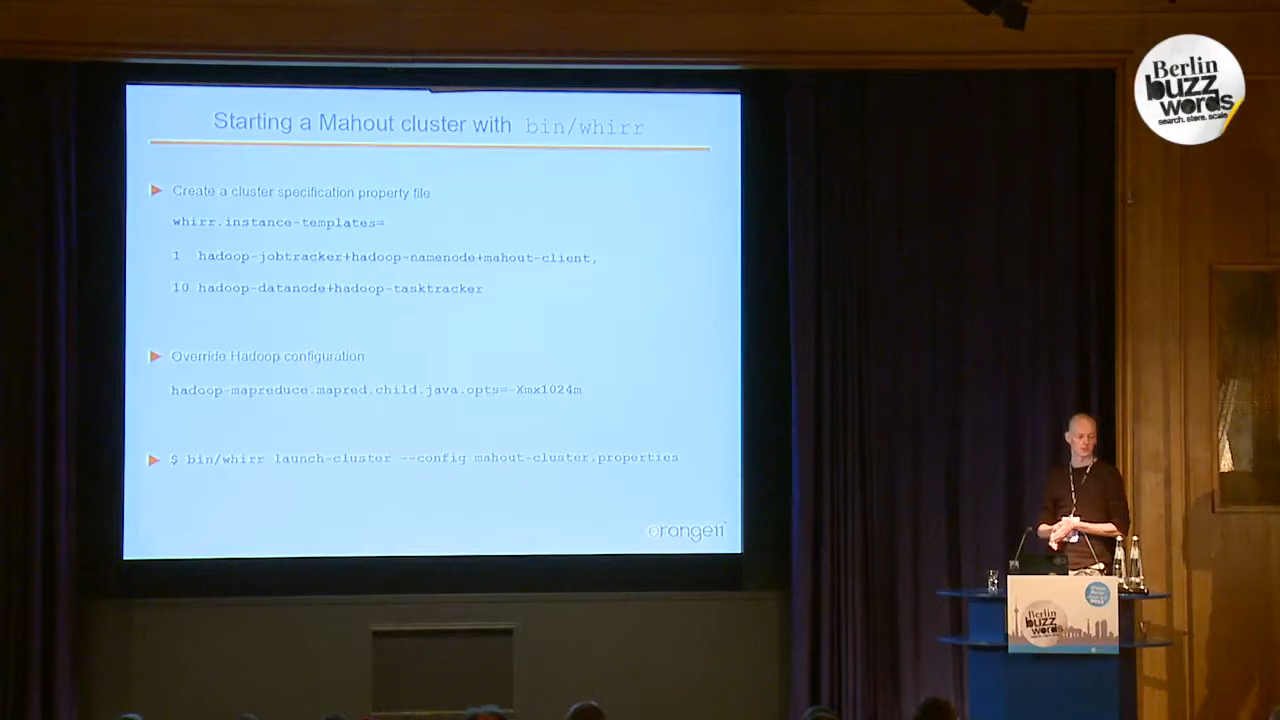 Berlin
buzz
words
search. store. scale
Starting a Mahout cluster with bin/whirr
Create a cluster specification property file
whirr.instance-templates=
1 hadoop-jobtracker+hadoop-namenode+mahout-client,
10 hadoop-datanode+hadoop-tasktracker
Override Hadoop configuration
hadoop-mapreduce.mapred.child.java.opts=-Xmx1024m
$ bin/whirr launch-cluster --config mahout-cluster.properties
orange11
Berlin
buzz
words